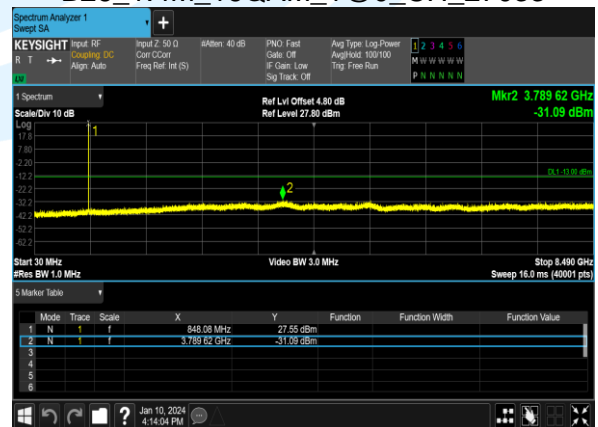 Spectrum Analyzer 1
Swept SA
+
KEYSIGHT
R T
LV
Input: RF
Coupling: DC
Align: Auto
Input Z: 50 Ω
Corr CCorr
Freq Ref: Int (S)
#Atten: 40 dB
PNO: Fast
Gate: Off
IF Gain: Low
Sig Track: Off
Avg Type: Log-Power
Avg|Hold: 100/100
Trig: Free Run
1 2 3 4 5 6
M W W W W W
P N N N N N
1 Spectrum
Scale/Div 10 dB
Ref Lvl Offset 4.80 dB
Ref Level 27.80 dBm
Mkr2 3.789 62 GHz
-31.09 dBm
Log
17.8
7.80
-2.20
-12.2
-22.2
-32.2
-42.2
-52.2
-62.2
1
2
DL1 -13.00 dBm
Start 30 MHz
#Res BW 1.0 MHz
Video BW 3.0 MHz
Stop 8.490 GHz
Sweep 16.0 ms (40001 pts)
5 Marker Table
Mode Trace Scale X Y Function Function Width Function Value
1 N 1 f 848.08 MHz 27.55 dBm
2 N 1 f 3.789 62 GHz -31.09 dBm
3
4
5
6
?
Jan 10, 2024
4:14:04 PM